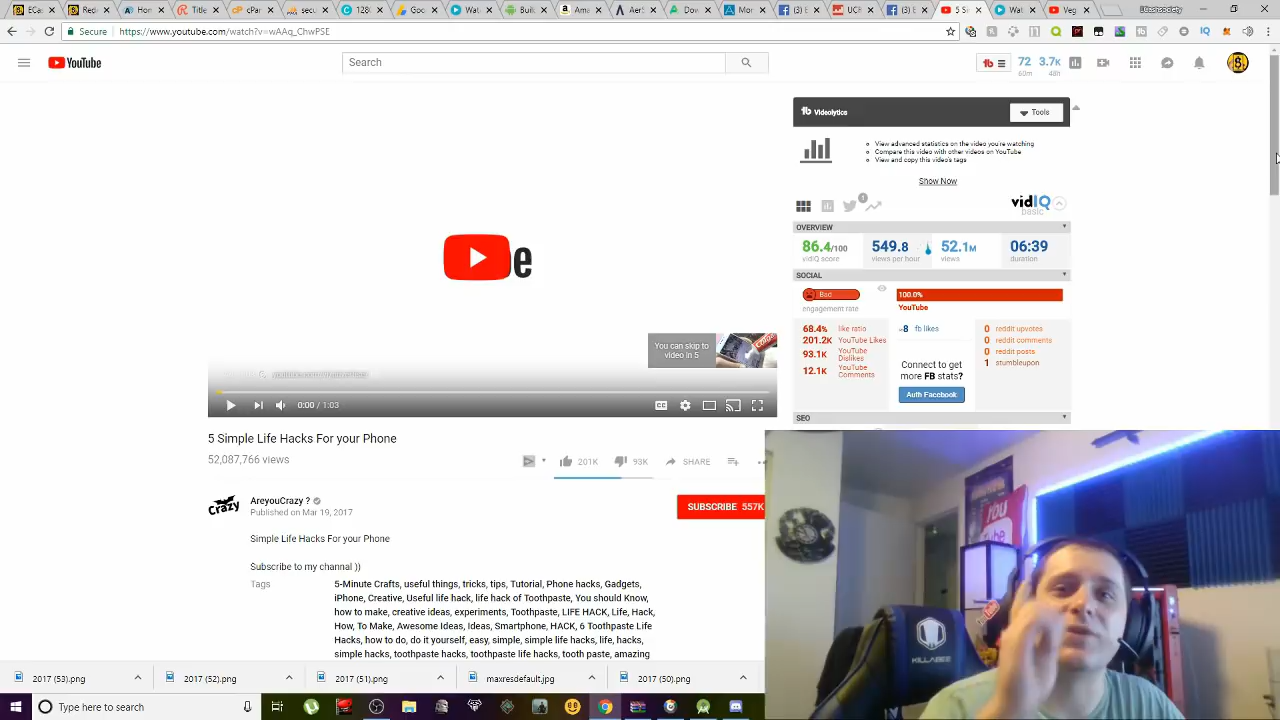 5 S
Secure https://www.youtube.com/watch?v=wAAq_ChwPSE
YouTube
Search
72
60m
3.7K
48h
Videolytics
Tools
View advanced statistics on the video you're watching
Compare this video with other videos on YouTube
View and copy this video's tags
Show Now
vidIQ
basic
OVERVIEW
86.4/100
vidIQ score
549.8
views per hour
52.1M
views
06:39
duration
SOCIAL
Bad
engagement rate
100.0%
YouTube
68.4% like ratio
201.2K YouTube Likes
93.1K YouTube Dislikes
12.1K YouTube Comments
8 fb likes
Connect to get
more FB stats?
Auth Facebook
0 reddit upvotes
0 reddit comments
0 reddit posts
1 stumbleupon
SEO
e
You can skip to
video in 5
0:00 / 1:03
5 Simple Life Hacks For your Phone
52,087,766 views
201K
93K
SHARE
AreyouCrazy ?
Published on Mar 19, 2017
SUBSCRIBE 557K
Crazy
Simple Life Hacks For your Phone
Subscribe to my channal ))
Tags
5-Minute Crafts, useful things, tricks, tips, Tutorial, Phone hacks, Gadgets,
iPhone, Creative, Useful life hack, life hack of Toothpaste, You should Know,
how to make, creative ideas, experiments, Toothpaste, LIFE HACK, Life, Hack,
How, To Make, Awesome Ideas, Ideas, Smartphone, HACK, 6 Toothpaste Life
Hacks, how to do, do it yourself, easy, simple, simple life hacks, life, hacks,
simple hacks, toothpaste hacks, toothpaste life hacks, tooth paste, amazing
KILLABEE
2017 (53).png
2017 (52).png
2017 (51).png
maxresdefault.jpg
2017 (50).png
Type here to search